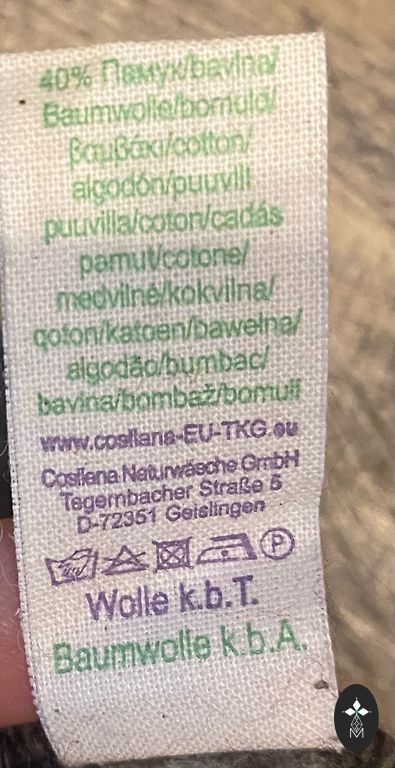 40% Памук/bavlna/
Baumwolle/bomuld/
βαμβάκι/cotton/
algodón/puuvill
puuvilla/coton/cadás
pamut/cotone/
medvilnė/kokvilna/
qoton/katoen/bawełna/
algodão/bumbac/
bavlna/bombaž/bomull
www.costiana-EU-TKG.eu
Cosilana Naturwäsche GmbH
Tegernbacher Straße 5
D-72351 Geislingen
P
Wolle k.b.T.
Baumwolle k.b.A.
M